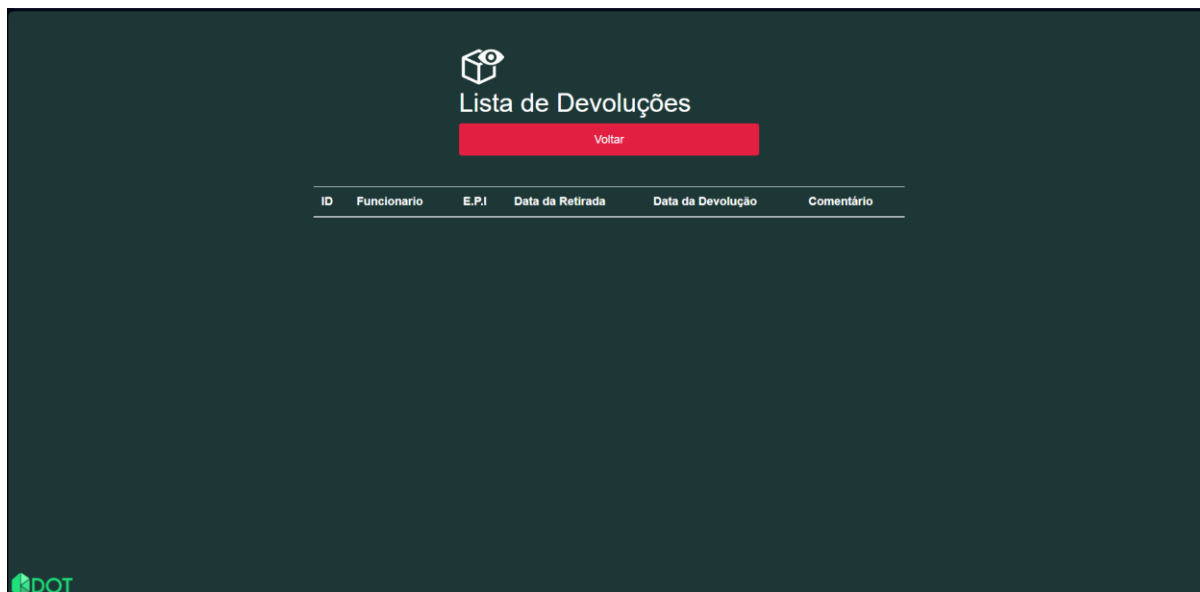 Lista de Devoluções
Voltar
ID Funcionario E.P.I Data da Retirada Data da Devolução Comentário
DOT